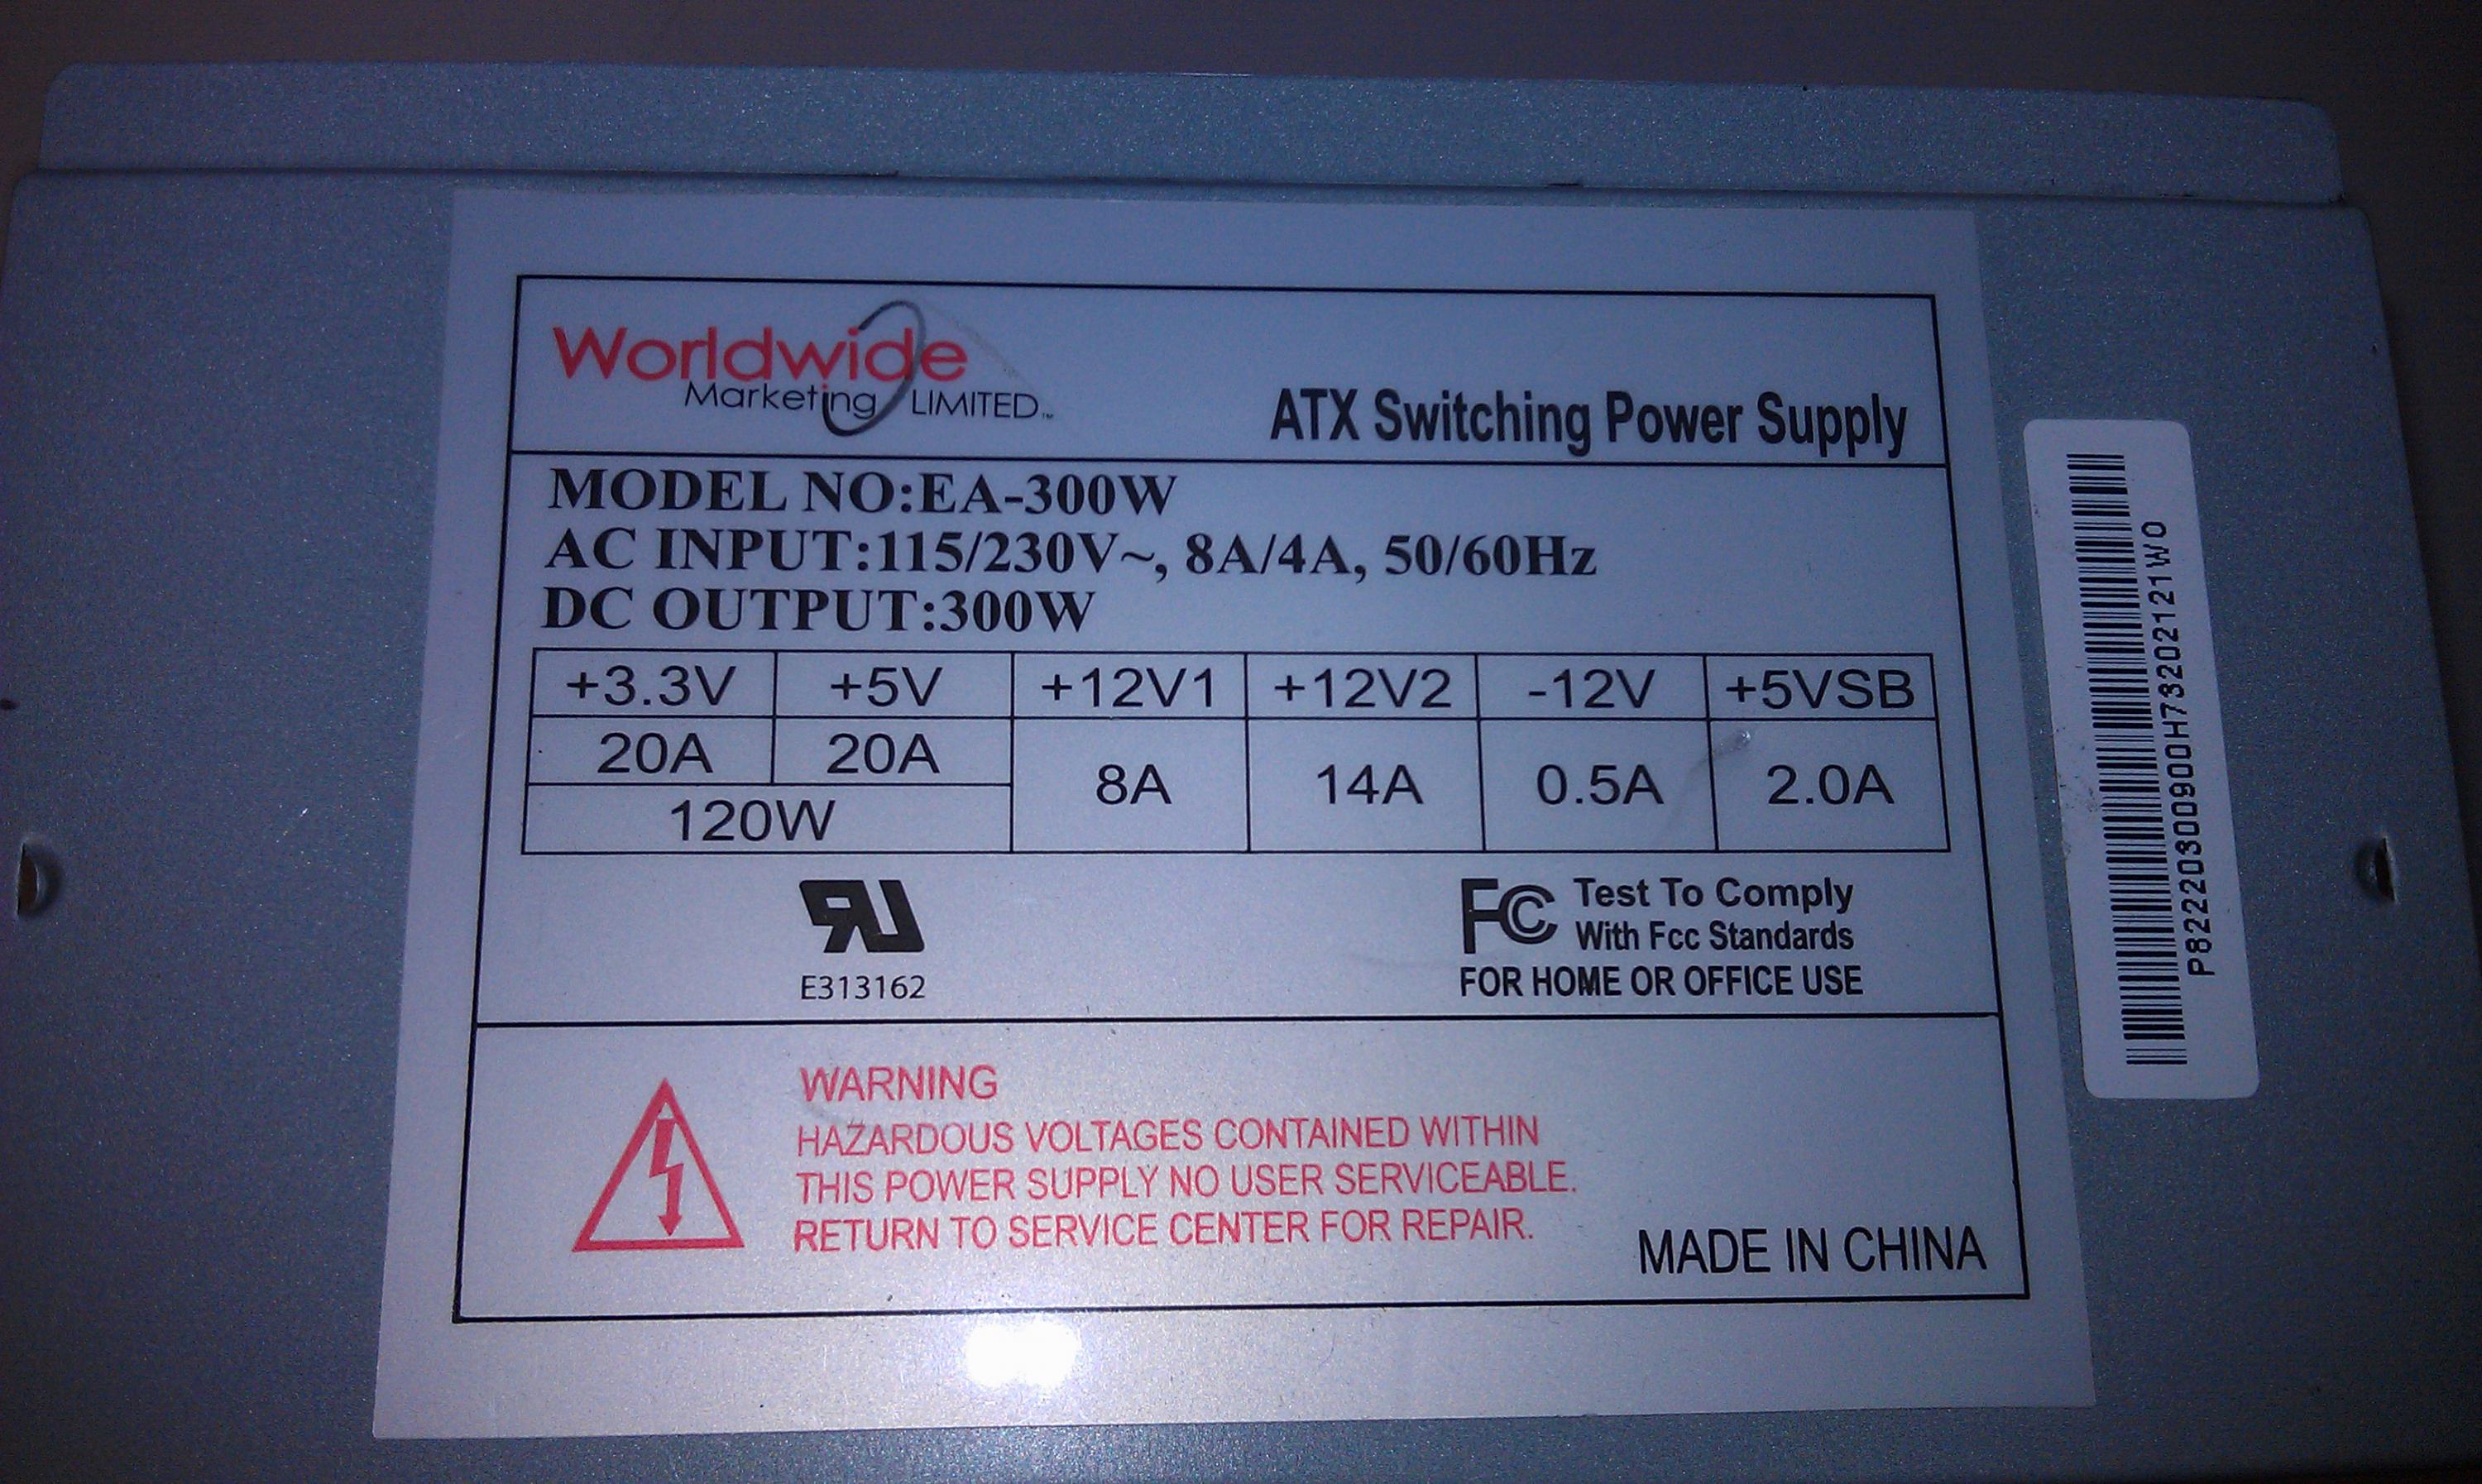 Worldwide
Marketing LIMITED™
ATX Switching Power Supply
MODEL NO:EA-300W
AC INPUT:115/230V~, 8A/4A, 50/60Hz
DC OUTPUT:300W
+3.3V +5V +12V1 +12V2 -12V +5VSB
20A 20A 8A 14A 0.5A 2.0A
120W
E313162
FC Test To Comply
With Fcc Standards
FOR HOME OR OFFICE USE
WARNING
HAZARDOUS VOLTAGES CONTAINED WITHIN
THIS POWER SUPPLY NO USER SERVICEABLE.
RETURN TO SERVICE CENTER FOR REPAIR.
MADE IN CHINA
P82220300900H73202121W0